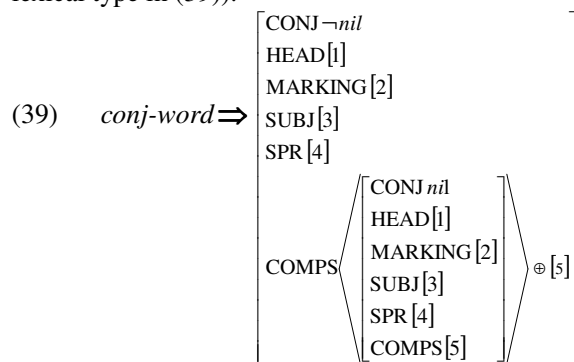 lexical type in (39)).
CONJ ¬nil
HEAD[1]
MARKING[2]
(39) conj-word ⇒ SUBJ[3]
SPR[4]
CONJ nil
HEAD[1]
MARKING[2]
COMPS ⟨ SUBJ[3] ⟩ ⊕ [5]
SPR[4]
COMPS[5]